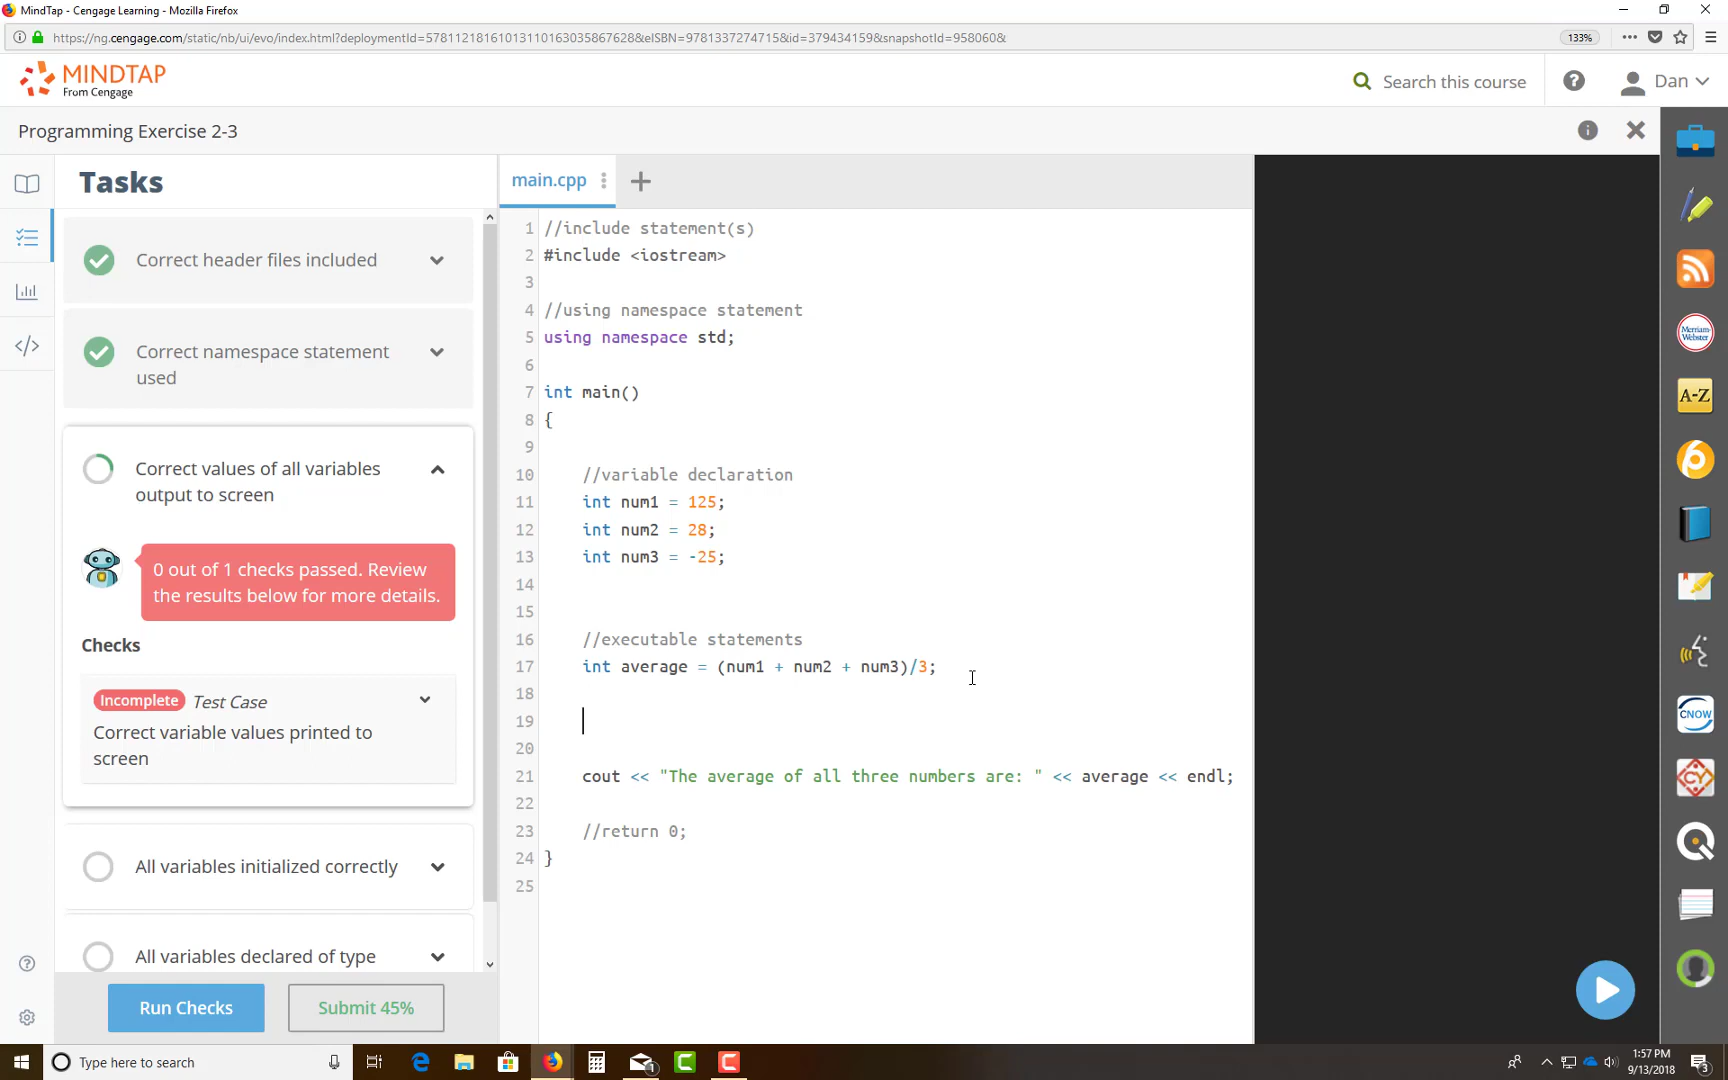 MindTap - Cengage Learning - Mozilla Firefox
https://ng.cengage.com/static/nb/ui/evo/index.html?deploymentId=5781121816101311016303586762​8&eISBN=9781337274715&id=379434159&snapshotId=958060&
133%
MINDTAP
From Cengage
Search this course
Dan
Programming Exercise 2-3
Tasks
Correct header files included
Correct namespace statement
used
Correct values of all variables
output to screen
0 out of 1 checks passed. Review
the results below for more details.
Checks
Incomplete Test Case
Correct variable values printed to
screen
All variables initialized correctly
All variables declared of type
Run Checks
Submit 45%
main.cpp
1 //include statement(s)
2 #include <iostream>
3
4 //using namespace statement
5 using namespace std;
6
7 int main()
8 {
9
10 //variable declaration
11 int num1 = 125;
12 int num2 = 28;
13 int num3 = -25;
14
15
16 //executable statements
17 int average = (num1 + num2 + num3)/3;
18
19
20
21 cout << "The average of all three numbers are: " << average << endl;
22
23 //return 0;
24 }
25
Merriam-
Webster
A-Z
CNOW
Type here to search
1
1:57 PM
9/13/2018
3